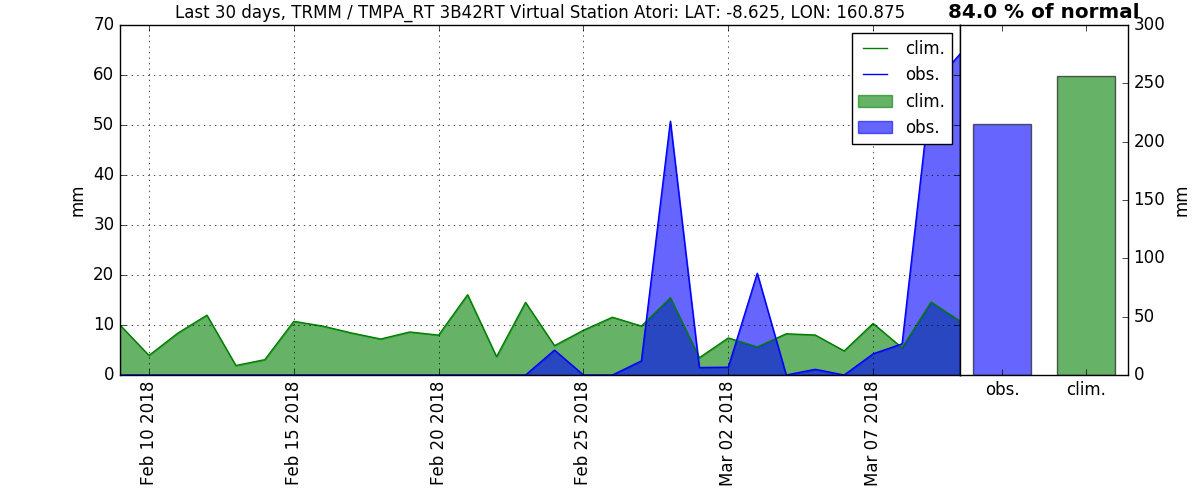 Last 30 days, TRMM / TMPA_RT 3B42RT Virtual Station Atori: LAT: -8.625, LON: 160.875
84.0 % of normal
70
60
50
40
30
20
10
0
mm
clim.
obs.
clim.
obs.
300
250
200
150
100
50
0
mm
obs.
clim.
Feb 10 2018
Feb 15 2018
Feb 20 2018
Feb 25 2018
Mar 02 2018
Mar 07 2018